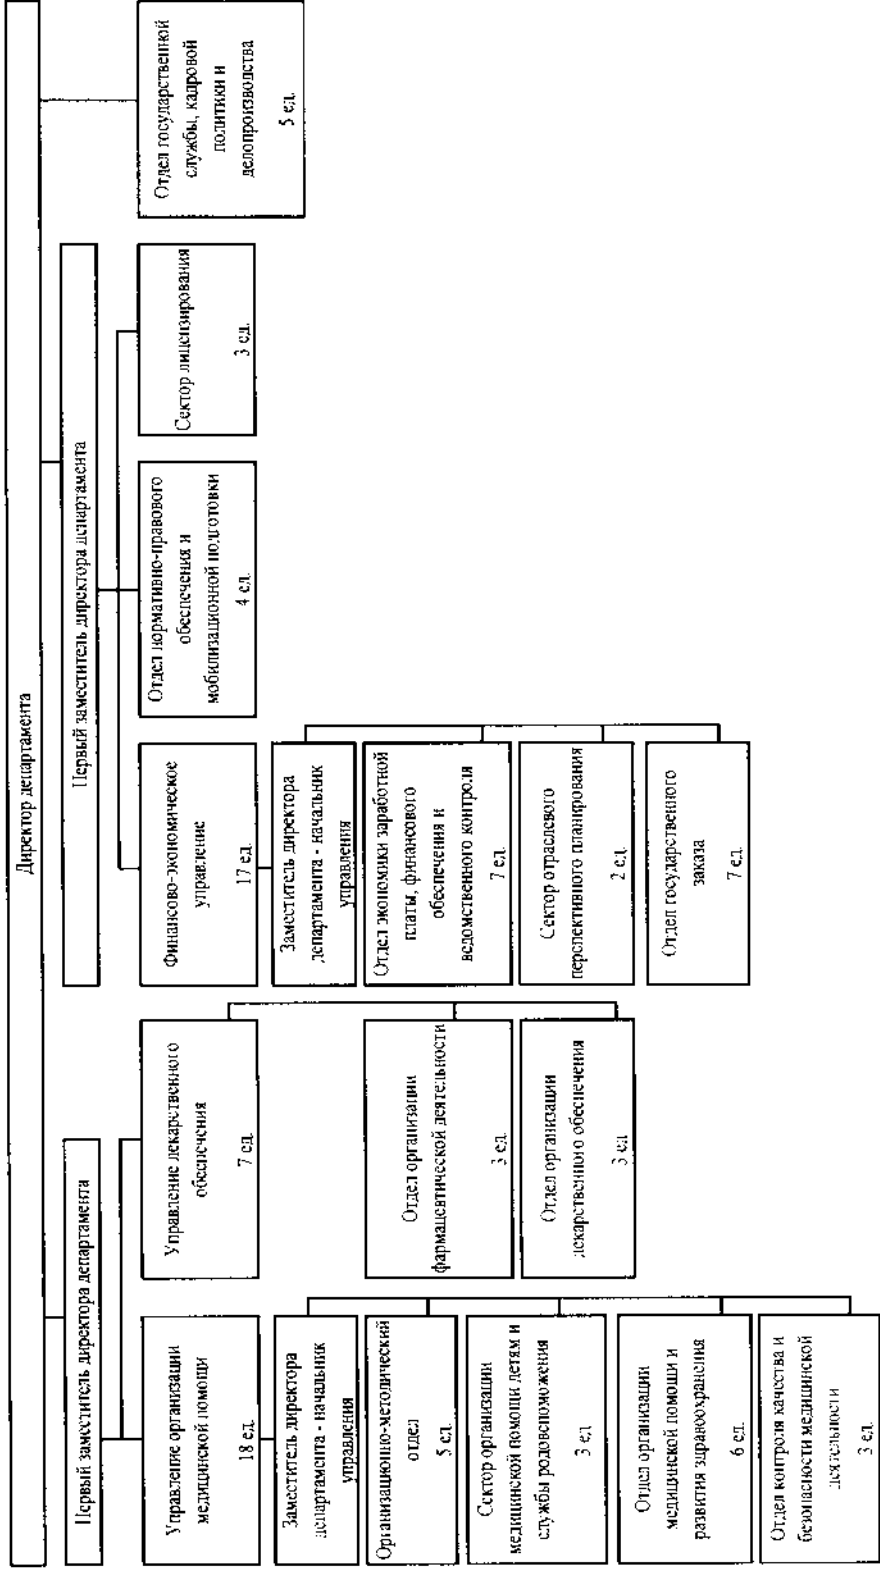 Директор департамента
Первый заместитель директора департамента
Управление организации
медицинской помощи
18 ед.
Заместитель директора
департамента - начальник
управления
Организационно-методический
отдел
5 ед.
Сектор организации
медицинской помощи детям и
службы родовспоможения
3 ед
Отдел организации
медицинской помощи и
развития здравоохранения
6 ед.
Отдел контроля качества и
безопасности медицинской
деятельности
3 ед.
Управление лекарственного
обеспечения
7 ед.
Отдел организации
фармацевтической деятельности
3 ед.
Отдел организации
лекарственного обеспечения
3 ед
Первый заместитель директора департамента
Финансово-экономическое
управление
17 ед.
Заместитель директора
департамента - начальник
управления
Отдел экономики заработной
платы, финансового
обеспечения и
ведомственного контроля
7 ед.
Сектор отраслевого
перспективного планирования
2 ед.
Отдел государственного
заказа
7 ед.
Отдел нормативно-правового
обеспечения и
мобилизационной подготовки
4 ед.
Сектор лицензирования
3 ед.
Отдел государственной
службы, кадровой
политики и
делопроизводства
5 ед.